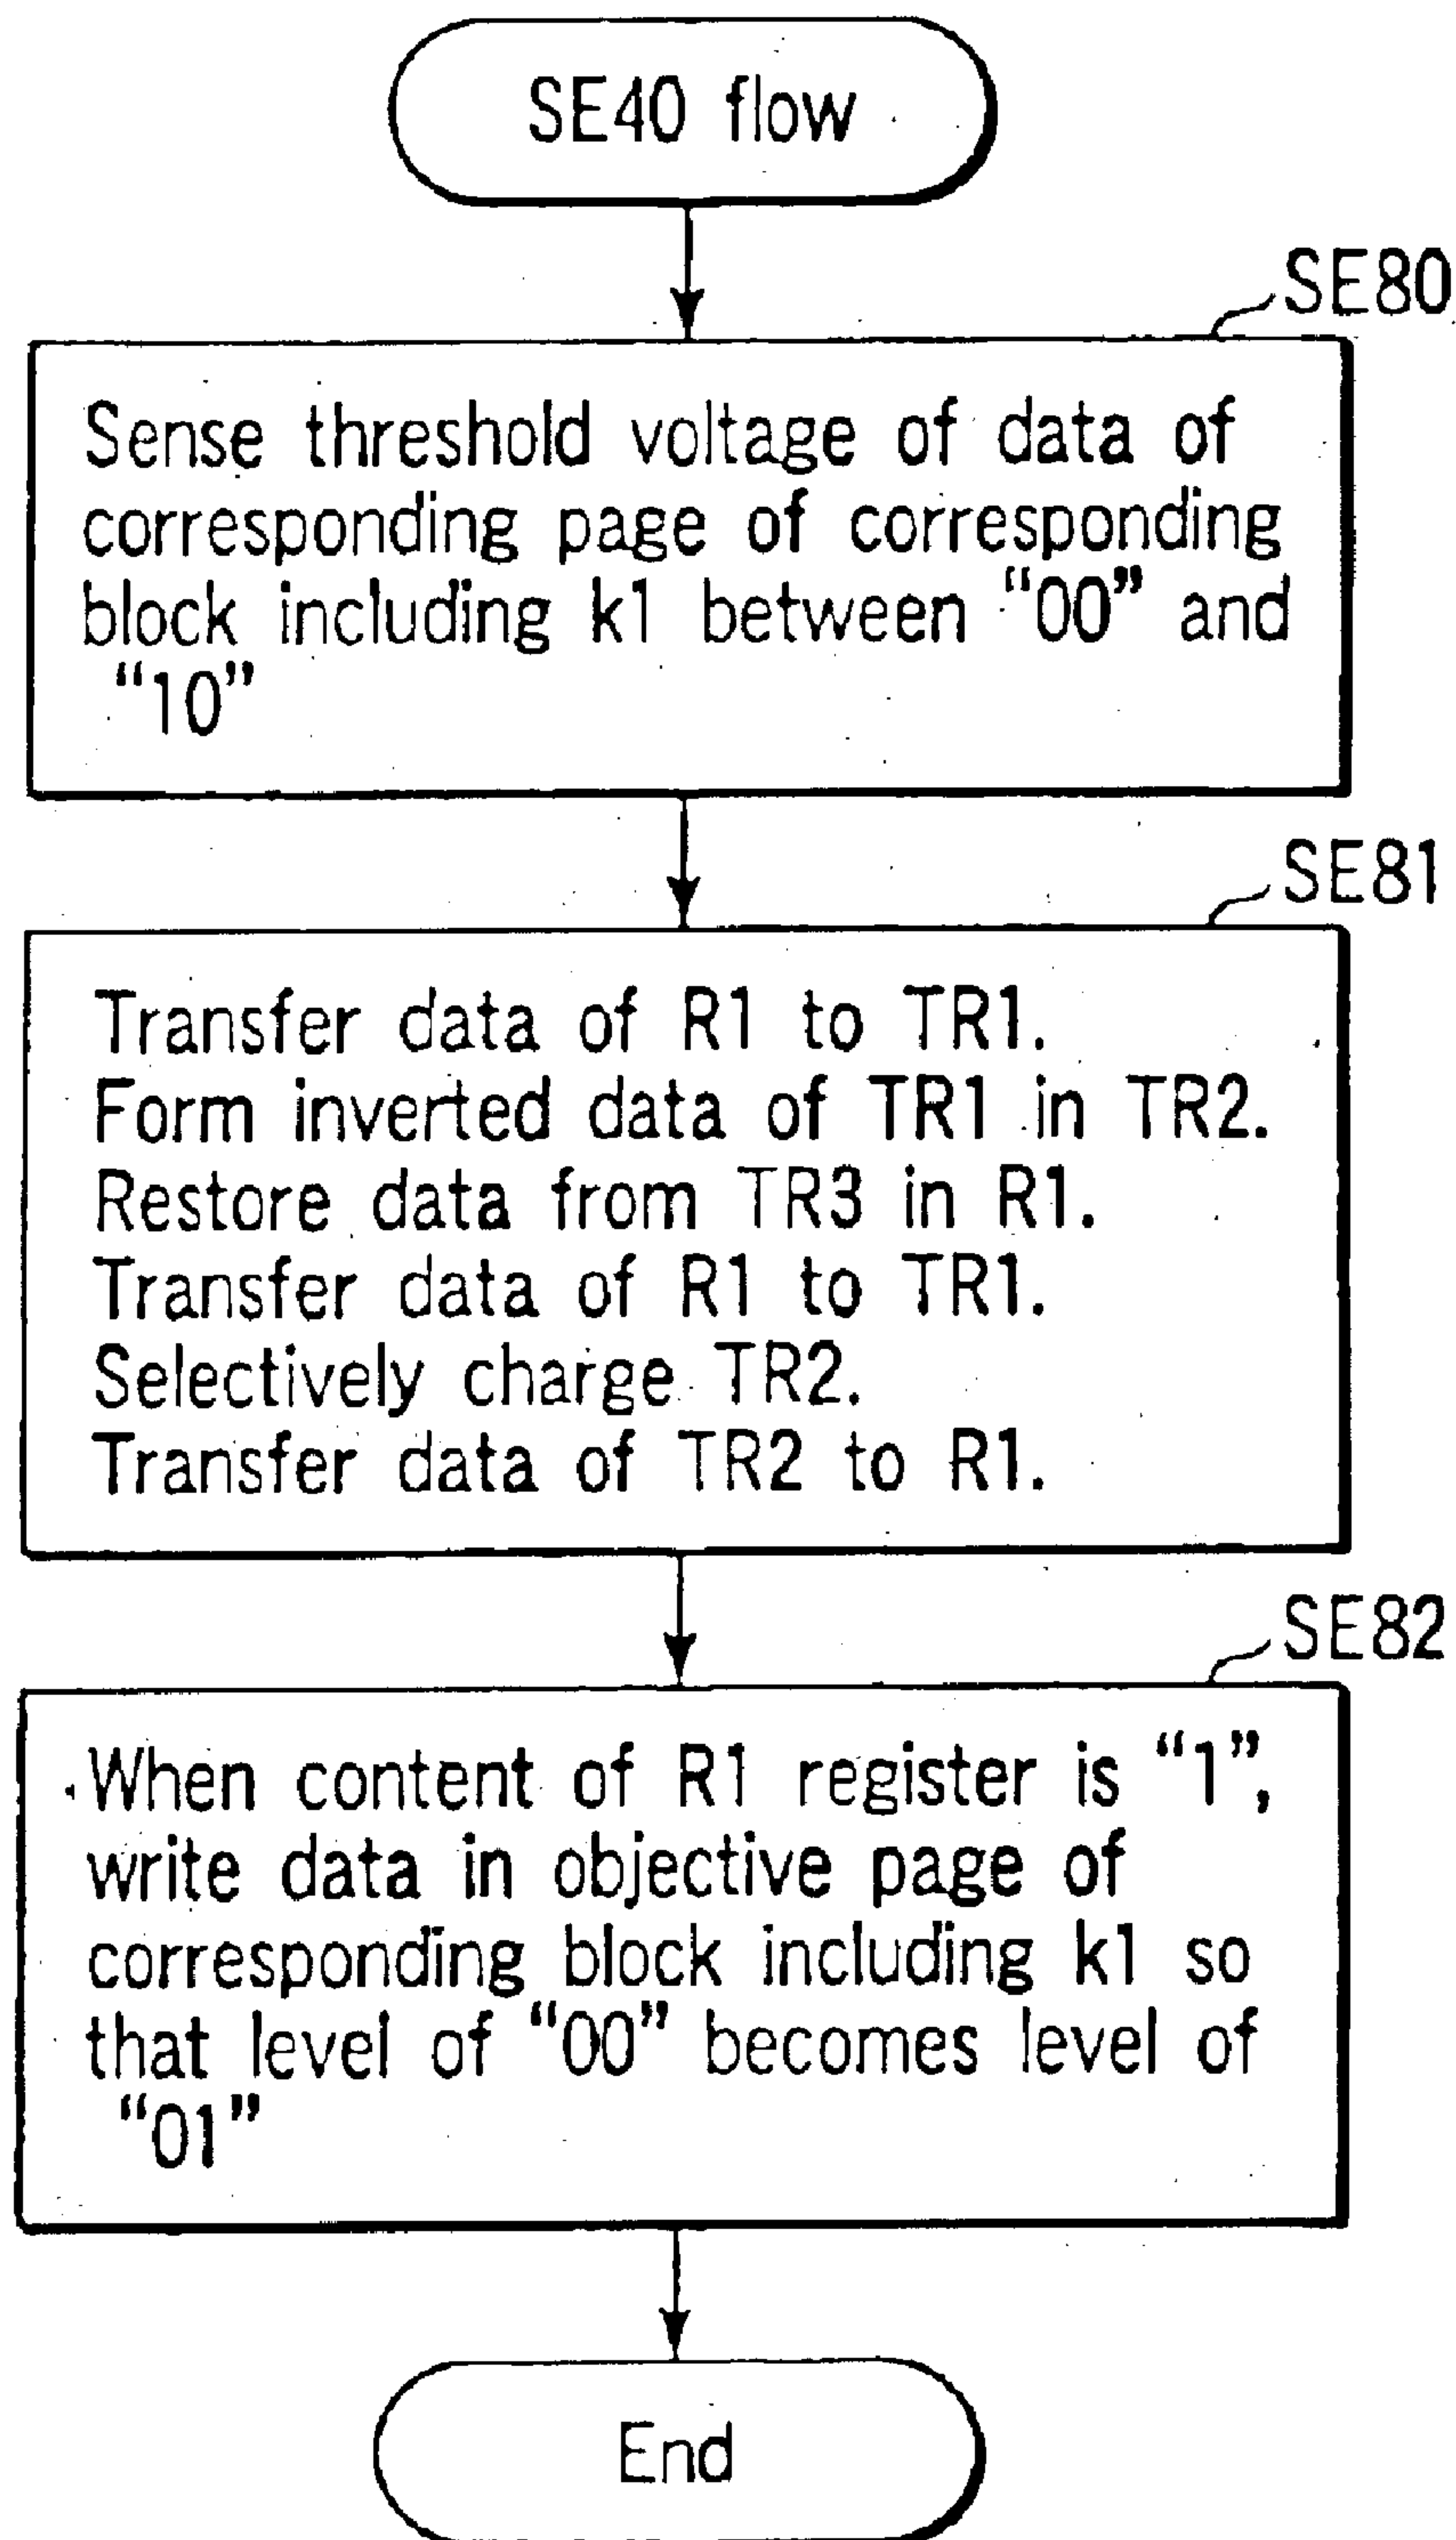 SE40 flow
SE80
Sense threshold voltage of data of
corresponding page of corresponding
block including k1 between “00” and
“10”
SE81
Transfer data of R1 to TR1.
Form inverted data of TR1 in TR2.
Restore data from TR3 in R1.
Transfer data of R1 to TR1.
Selectively charge TR2.
Transfer data of TR2 to R1.
SE82
When content of R1 register is “1”,
write data in objective page of
corresponding block including k1 so
that level of “00” becomes level of
“01”
End